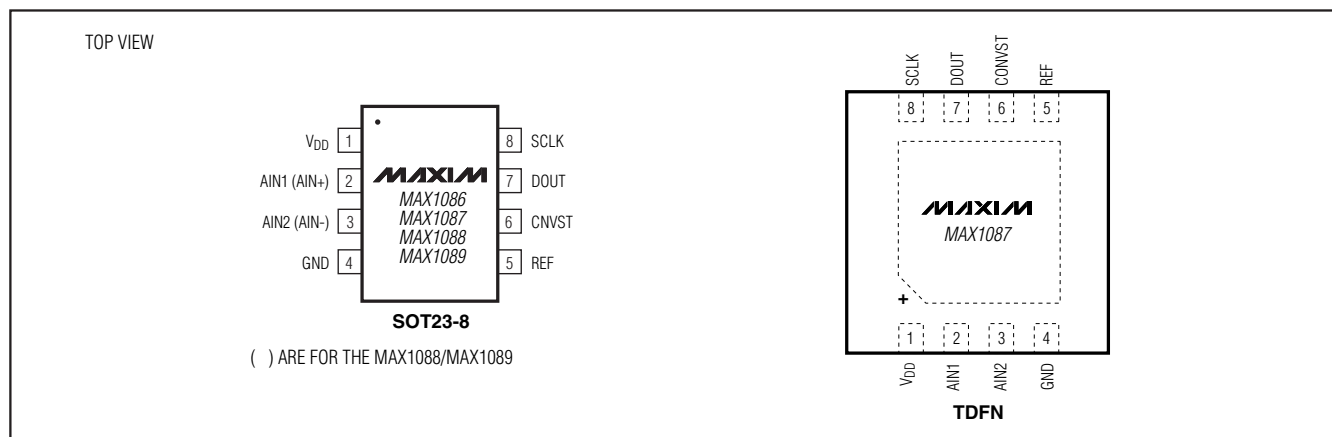 TOP VIEW
VDD 1
AIN1 (AIN+) 2
AIN2 (AIN-) 3
GND 4
MAXIM
MAX1086
MAX1087
MAX1088
MAX1089
8 SCLK
7 DOUT
6 CNVST
5 REF
SOT23-8
( ) ARE FOR THE MAX1088/MAX1089
SCLK DOUT CONVST REF
8 7 6 5
MAXIM
MAX1087
+
1 2 3 4
VDD AIN1 AIN2 GND
TDFN